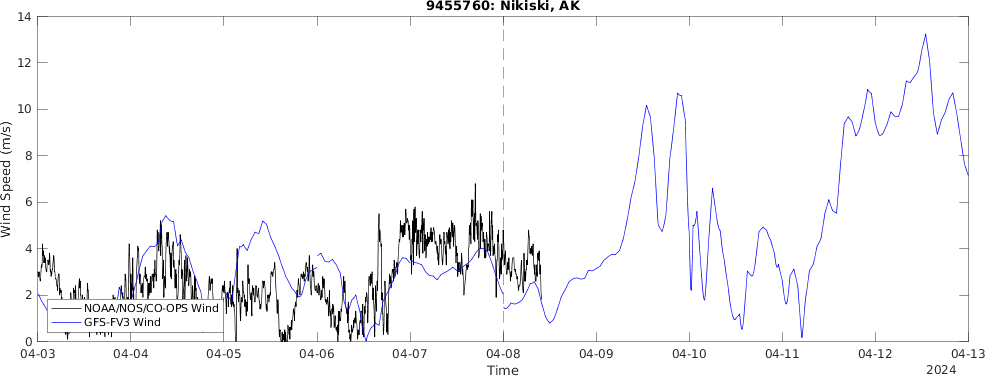 9455760: Nikiski, AK
14
12
10
8
6
4
2
0
Wind Speed (m/s)
NOAA/NOS/CO-OPS Wind
GFS-FV3 Wind
04-03 04-04 04-05 04-06 04-07 04-08 04-09 04-10 04-11 04-12 04-13
Time
2024